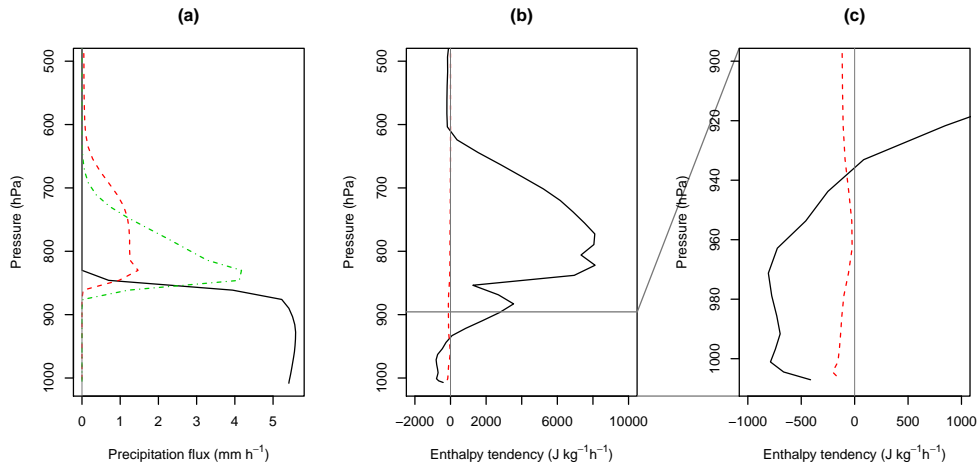 (a)
500
600
700
800
900
1000
Pressure (hPa)
0 1 2 3 4 5
Precipitation flux (mm h⁻¹)
(b)
500
600
700
800
900
1000
Pressure (hPa)
−2000 0 2000 6000 10000
Enthalpy tendency (J kg⁻¹h⁻¹)
(c)
900
920
940
960
980
1000
Pressure (hPa)
−1000 −500 0 500 1000
Enthalpy tendency (J kg⁻¹h⁻¹)